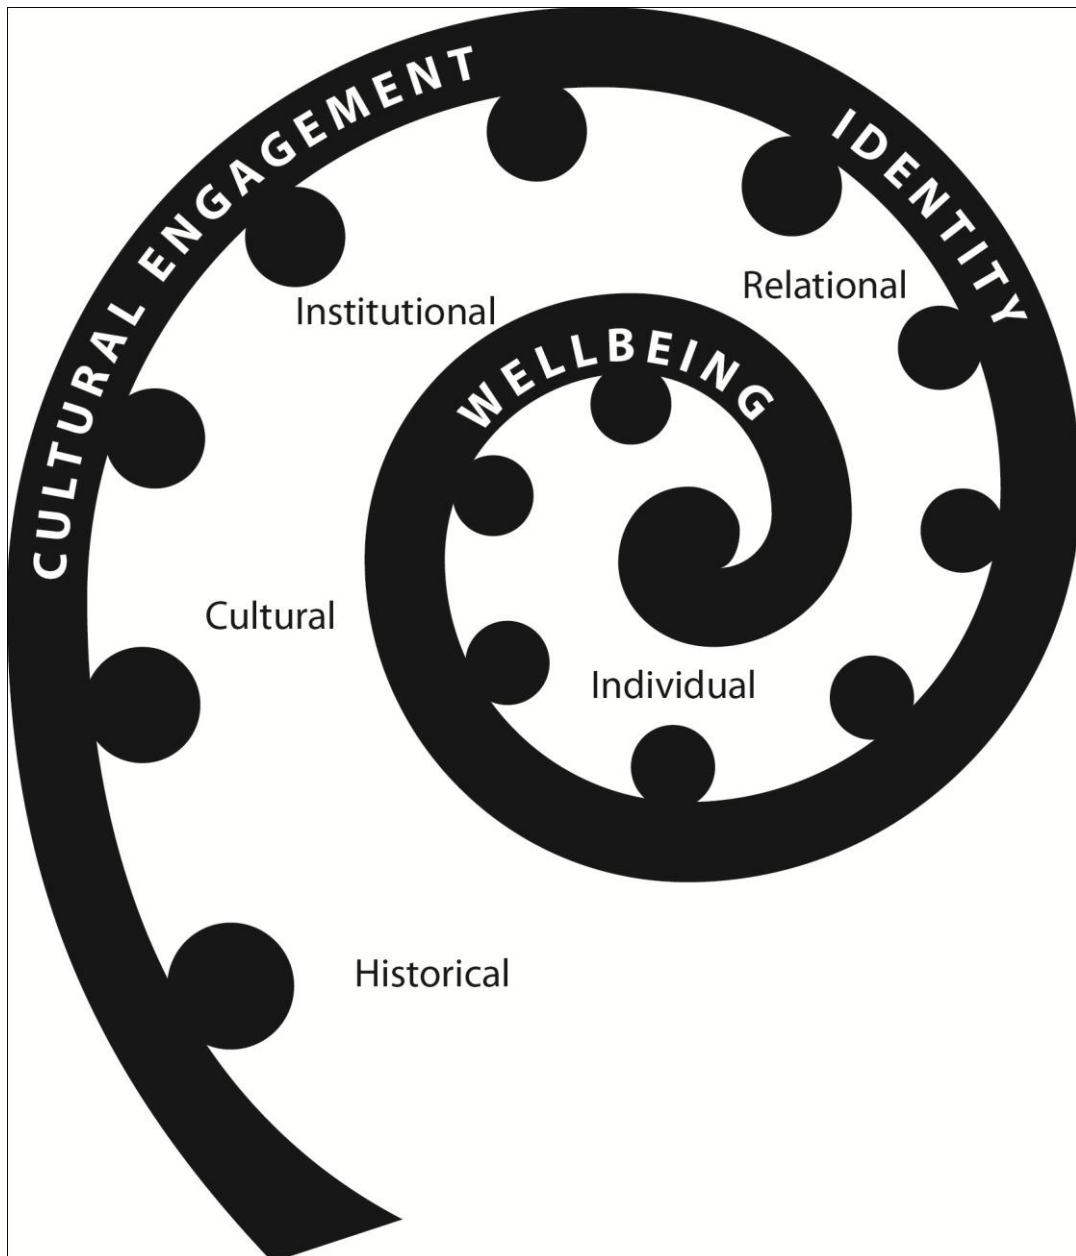 CULTURAL ENGAGEMENT
IDENTITY
Relational
Institutional
WELLBEING
Cultural
Individual
Historical